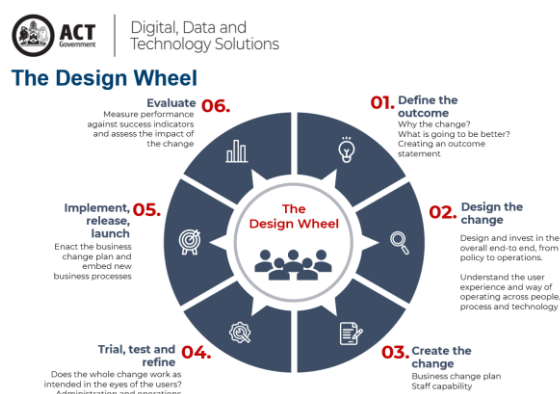 ACT
Government
Digital, Data and
Technology Solutions
The Design Wheel
01. Define the
outcome
Why the change?
What is going to be better?
Creating an outcome
statement
02. Design the
change
Design and invest in the
overall end-to end, from
policy to operations.
Understand the user
experience and way of
operating across people,
process and technology
03. Create the
change
Business change plan
Staff capability
04. Trial, test and
refine
Does the whole change work as
intended in the eyes of the users?
Administration and operations
05. Implement,
release,
launch
Enact the business
change plan and
embed new
business processes
06. Evaluate
Measure performance
against success indicators
and assess the impact of
the change
The
Design Wheel